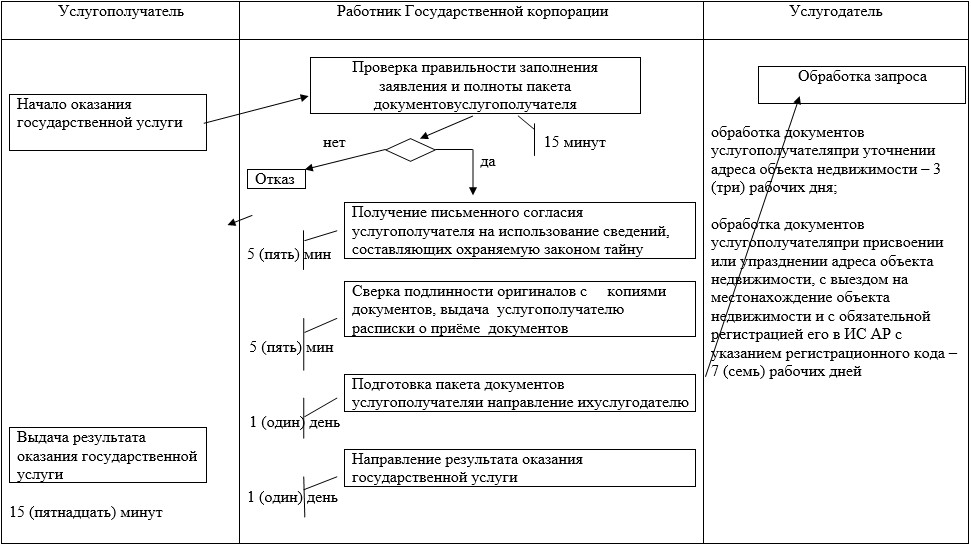 Услугополучатель
Работник Государственной корпорации
Услугодатель
Начало оказания
государственной услуги
Проверка правильности заполнения
заявления и полноты пакета
документовуслугополучателя
15 минут
нет
да
Отказ
Получение письменного согласия
услугополучателя на использование сведений,
составляющих охраняемую законом тайну
5 (пять) мин
Сверка подлинности оригиналов с копиями
документов, выдача услугополучателю
расписки о приёме документов
5 (пять) мин
Подготовка пакета документов
услугополучателяи направление ихуслугодателю
1 (один) день
Направление результата оказания
государственной услуги
1 (один) день
Выдача результата
оказания государственной
услуги
15 (пятнадцать) минут
Обработка запроса
обработка документов
услугополучателяпри уточнении
адреса объекта недвижимости – 3
(три) рабочих дня;
обработка документов
услугополучателяпри присвоении
или упразднении адреса объекта
недвижимости, с выездом на
местонахождение объекта
недвижимости и с обязательной
регистрацией его в ИС АР с
указанием регистрационного кода –
7 (семь) рабочих дней